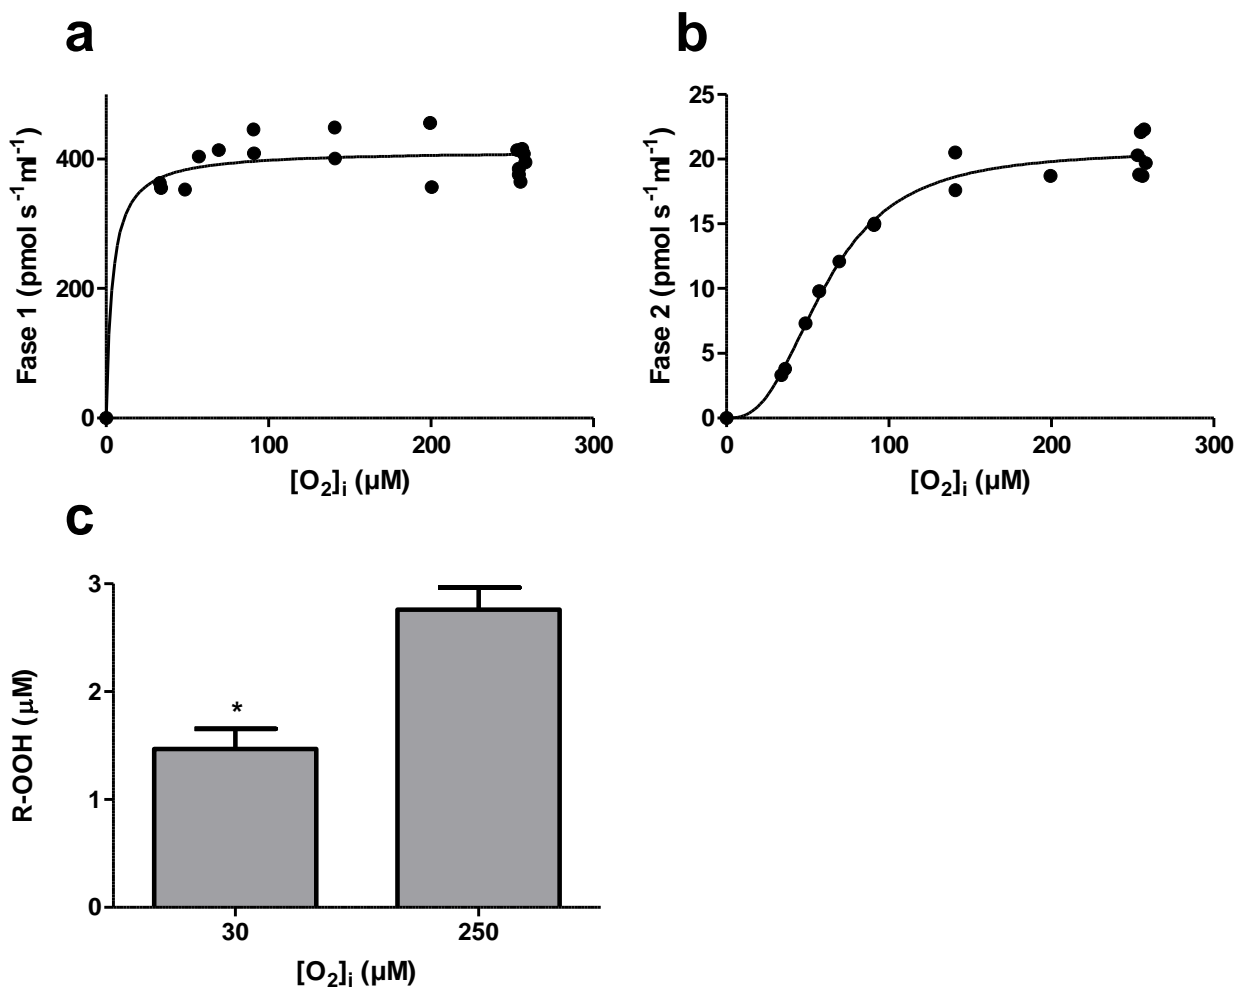 a
Fase 1 (pmol s⁻¹ml⁻¹)
400
200
0
0 100 200 300
[O₂]ᵢ (µM)
b
Fase 2 (pmol s⁻¹ml⁻¹)
25
20
15
10
5
0
0 100 200 300
[O₂]ᵢ (µM)
c
R-OOH (µM)
3
2
1
0
*
30 250
[O₂]ᵢ (µM)